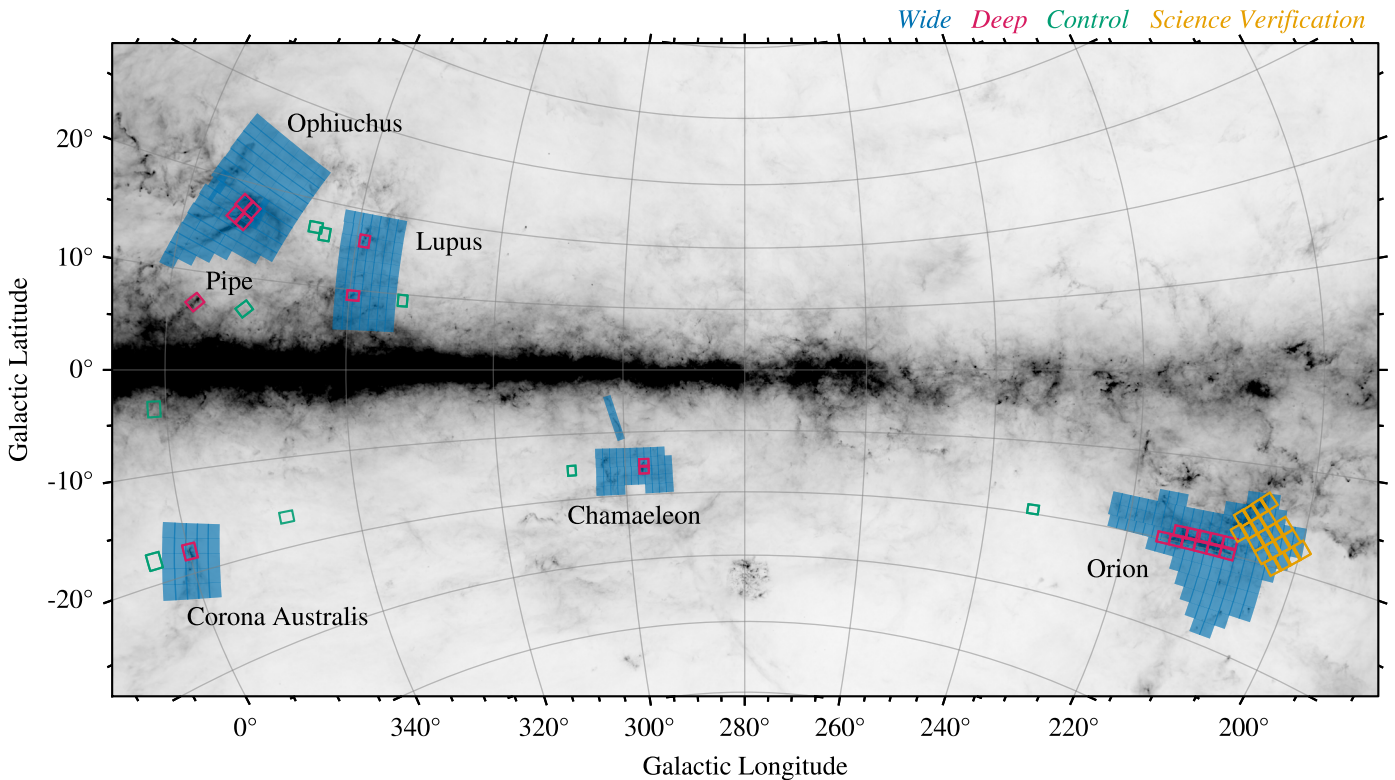 Wide Deep Control Science Verification
Ophiuchus
20°
Lupus
10°
Pipe
Galactic Latitude
0°
-10°
Chamaeleon
Orion
-20°
Corona Australis
0° 340° 320° 300° 280° 260° 240° 220° 200°
Galactic Longitude